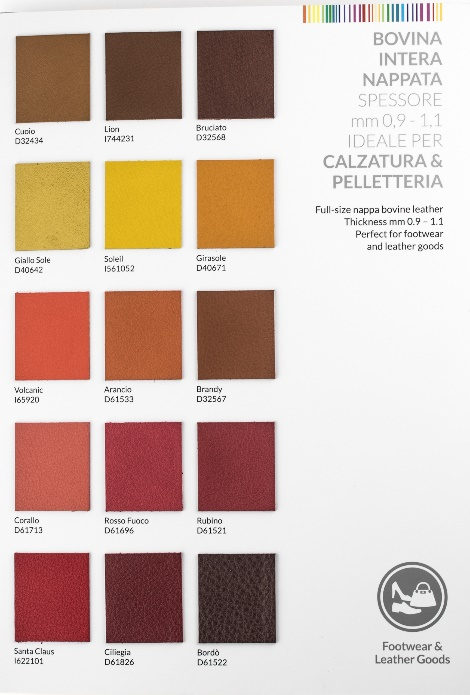 BOVINA
INTERA
NAPPATA
SPESSORE
mm 0,9 - 1,1
IDEALE PER
CALZATURA &
PELLETTERIA
Full-size nappa bovine leather
Thickness mm 0.9 – 1.1
Perfect for footwear
and leather goods
Cuoio
D32434
Lion
I744231
Bruciato
D32568
Giallo Sole
D40642
Soleil
I561052
Girasole
D40671
Volcanic
I65920
Arancio
D61533
Brandy
D32567
Corallo
D61713
Rosso Fuoco
D61696
Rubino
D61521
Santa Claus
I622101
Ciliegia
D61826
Bordò
D61522
Footwear &
Leather Goods